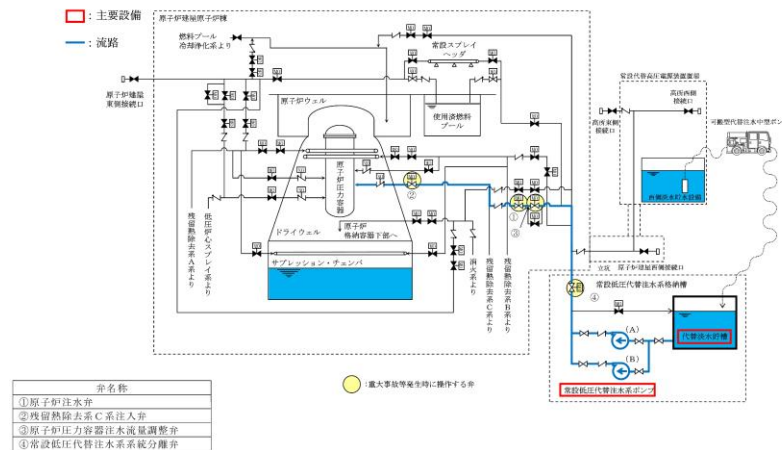 ：主要設備
：流路
原子炉建屋原子炉棟
燃料プール
冷却浄化系より
常設スプレイ
ヘッダ
原子炉建屋
東側接続口
原子炉ウェル
使用済燃料
プール
常設代替高圧電源装置置場
高所西側
接続口
高所東側
接続口
可搬型代替注水中型ポンプ
西側淡水貯水設備
原子炉圧力容器
②
①
③
ドライウェル
原子炉
格納容器下部へ
サプレッション・チェンバ
残留熱除去系A系より
低圧炉心スプレイ系より
消火系より
残留熱除去系C系より
残留熱除去系B系より
立坑
原子炉建屋西側接続口
④
常設低圧代替注水系格納槽
(A)
代替淡水貯槽
(B)
常設低圧代替注水系ポンプ
：重大事故等発生時に操作する弁
弁名称
①原子炉注水弁
②残留熱除去系C系注入弁
③原子炉圧力容器注水流量調整弁
④常設低圧代替注水系系統分離弁